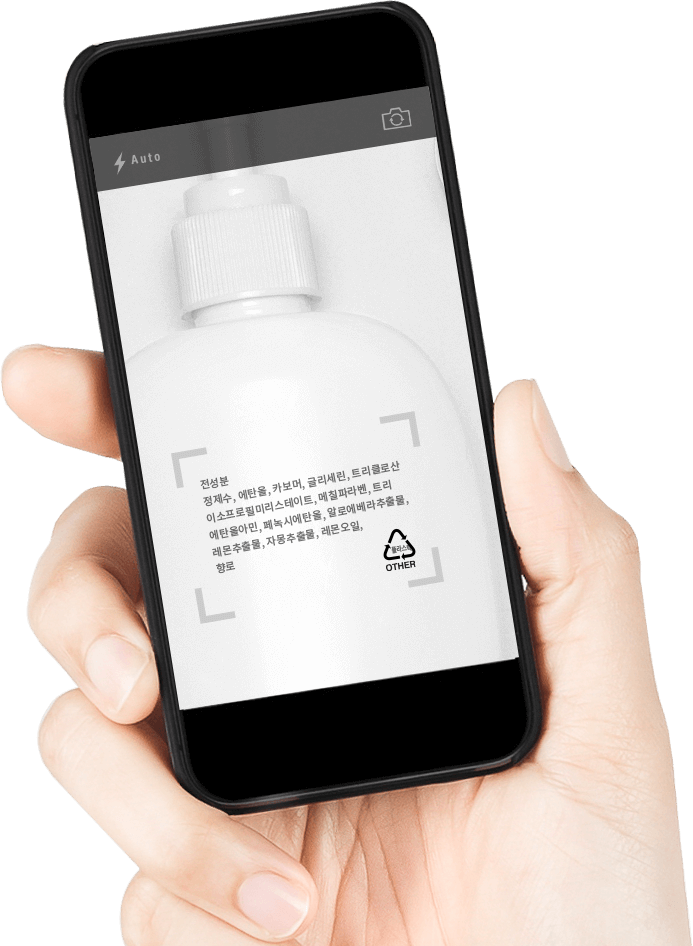 Auto
전성분
정제수, 에탄올, 카보머, 글리세린, 트리클로산
이소프로필미리스테이트, 메칠파라벤, 트리
에탄올아민, 페녹시에탄올, 알로에베라추출물,
레몬추출물, 자몽추출물, 레몬오일,
향로
플라스틱
OTHER